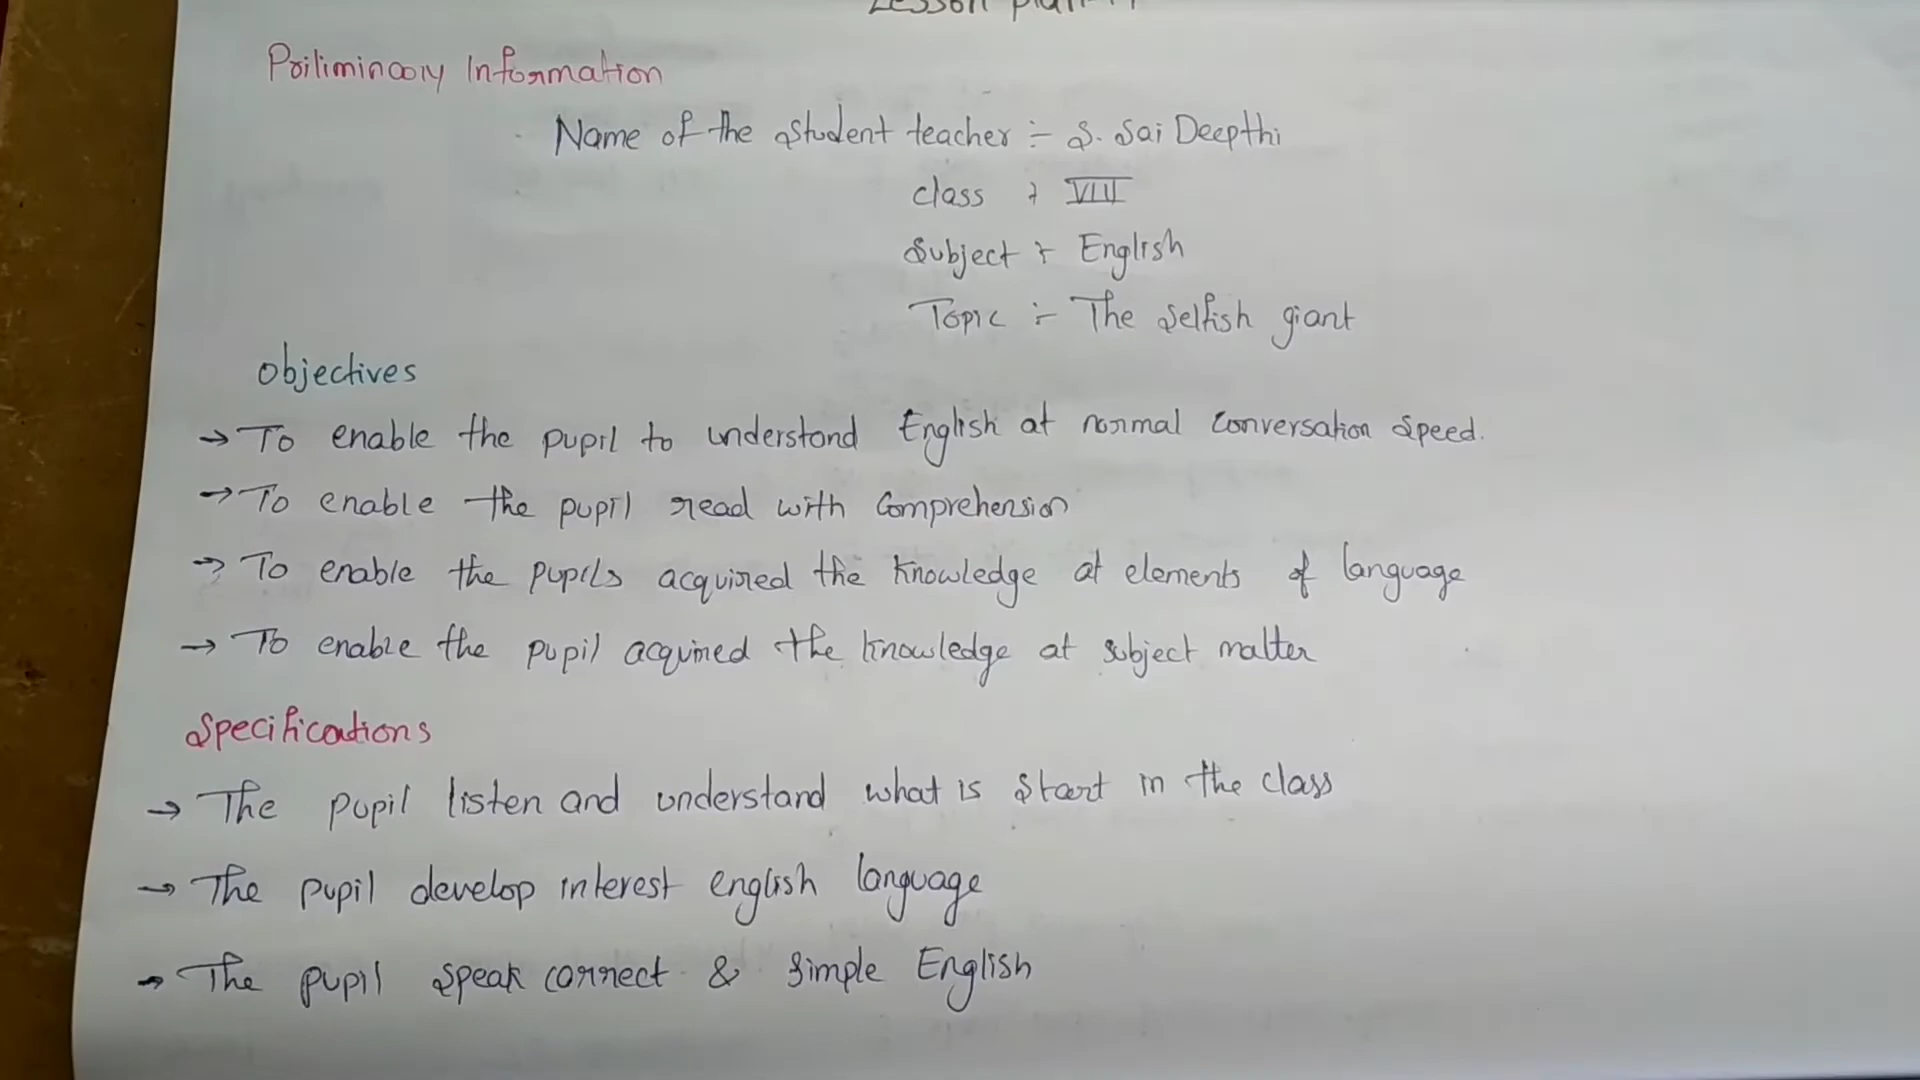 Lesson plan
Priliminary Information
Name of the student teacher :- S. Sai Deepthi
class :- VIII
Subject :- English
Topic :- The selfish giant
objectives
→ To enable the pupil to understand English at normal conversation speed.
→ To enable the pupil read with Comprehension
→ To enable the pupils acquired the knowledge at elements of language
→ To enable the pupil acquired the knowledge at subject matter
Specifications
→ The pupil listen and understand what is start in the class
→ The pupil develop interest english language
→ The pupil speak correct & simple English